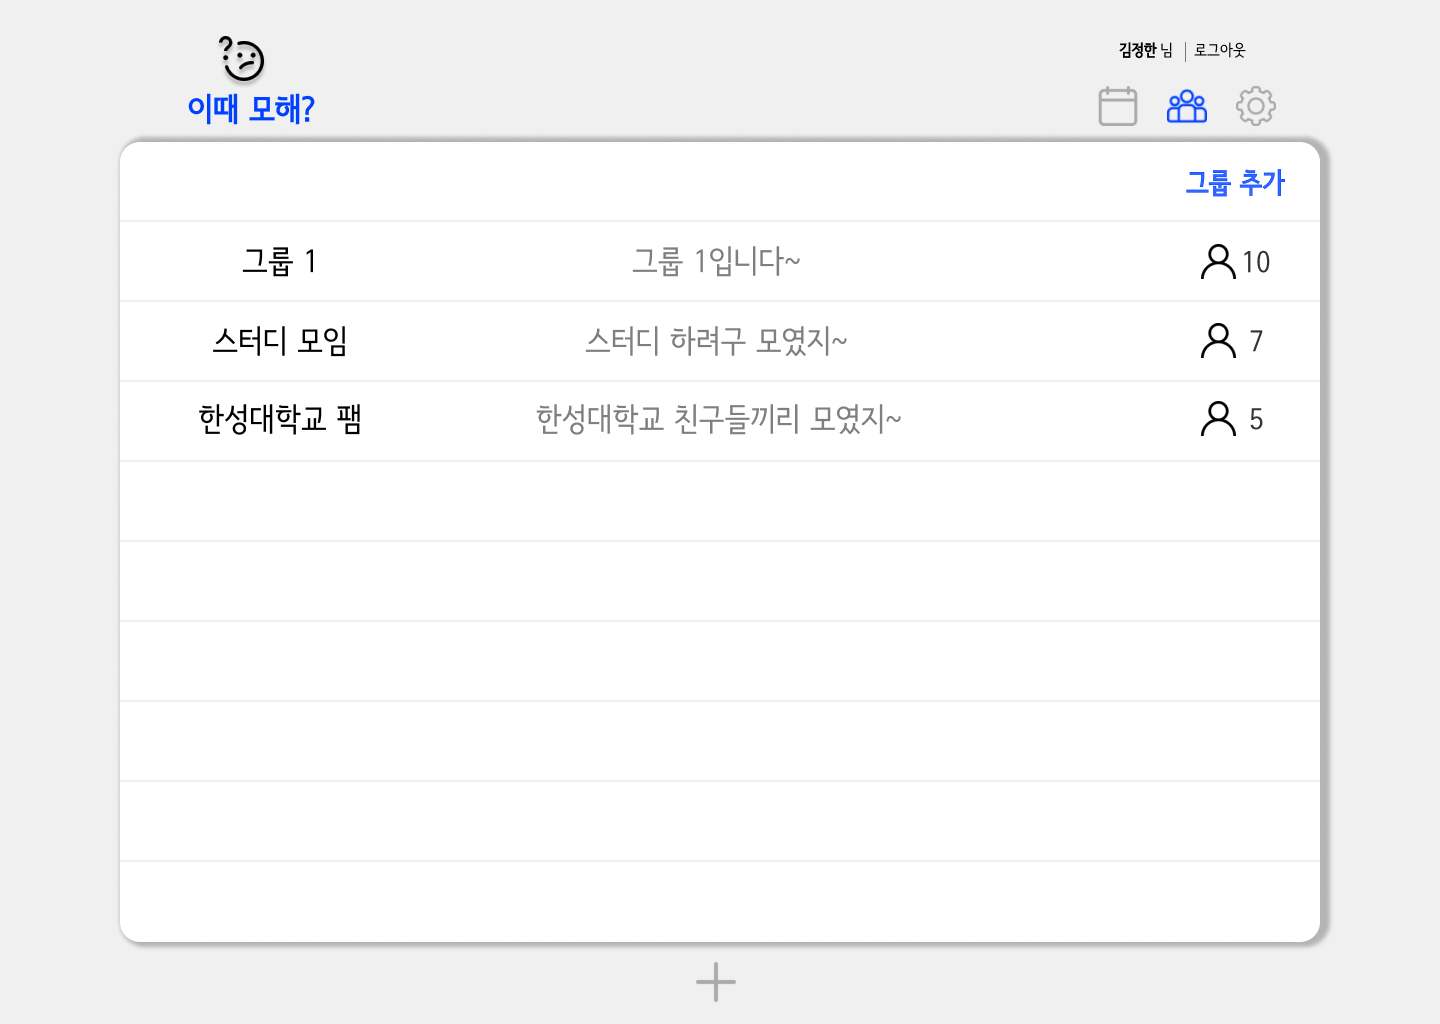 김정한 님 | 로그아웃
이때 모해?
그룹 추가
그룹 1 그룹 1입니다~ 10
스터디 모임 스터디 하려구 모였지~ 7
한성대학교 팸 한성대학교 친구들끼리 모였지~ 5